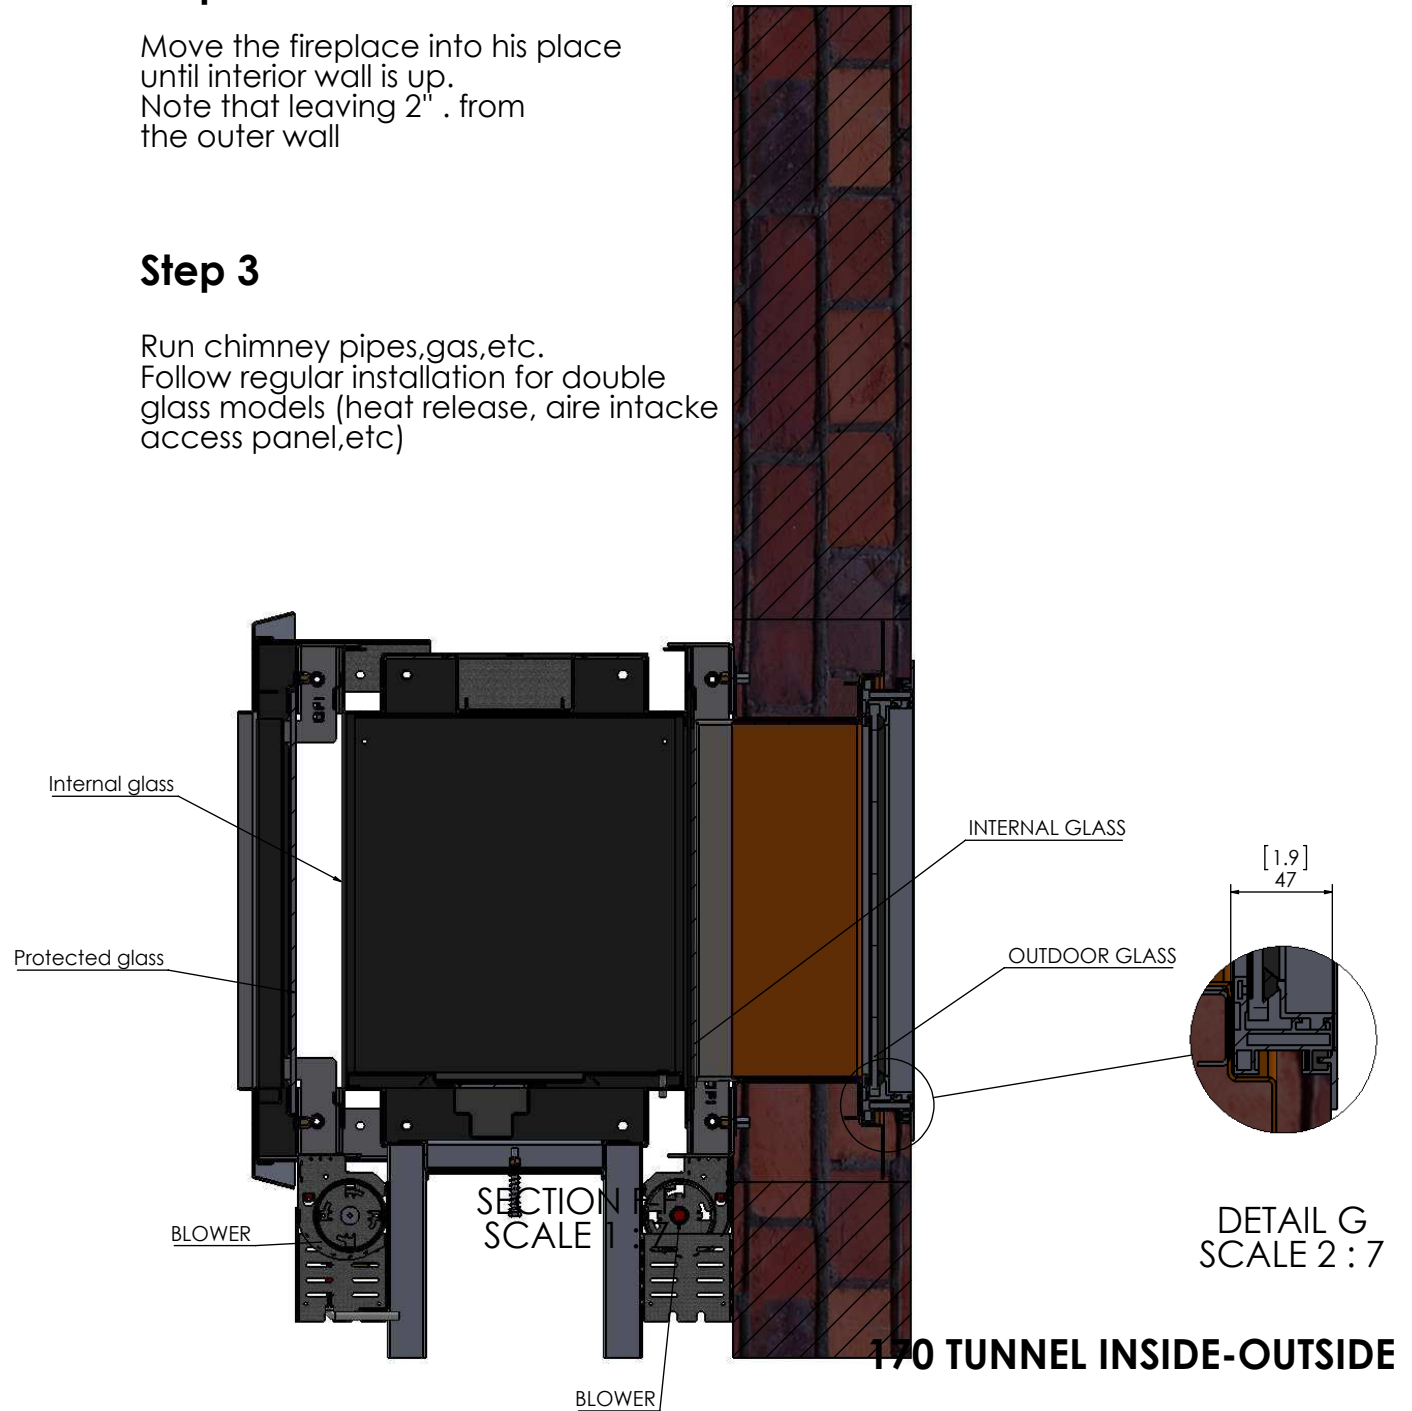 Move the fireplace into his place
until interior wall is up.
Note that leaving 2" . from
the outer wall
Step 3
Run chimney pipes,gas,etc.
Follow regular installation for double
glass models (heat release, aire intacke
access panel,etc)
Internal glass
INTERNAL GLASS
[1.9]
47
Protected glass
OUTDOOR GLASS
SECTION
SCALE 1 : 7
BLOWER
DETAIL G
SCALE 2 : 7
170 TUNNEL INSIDE-OUTSIDE
BLOWER